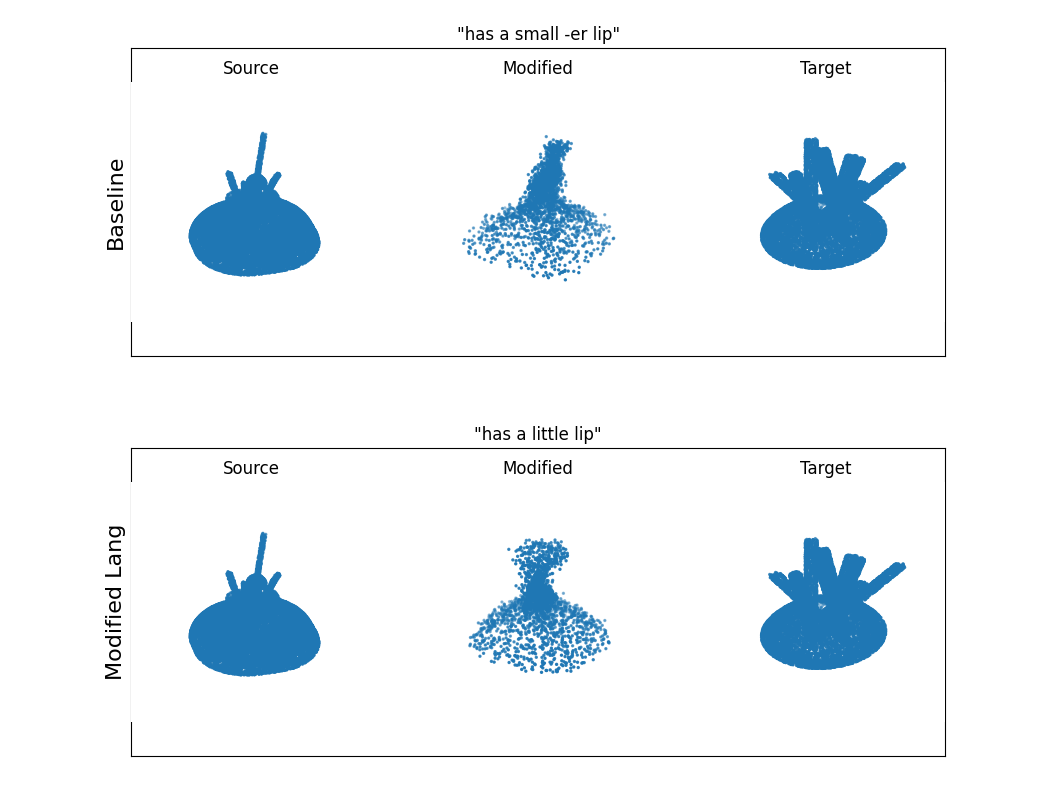 "has a small -er lip"
Source Modified Target
Baseline
"has a little lip"
Source Modified Target
Modified Lang